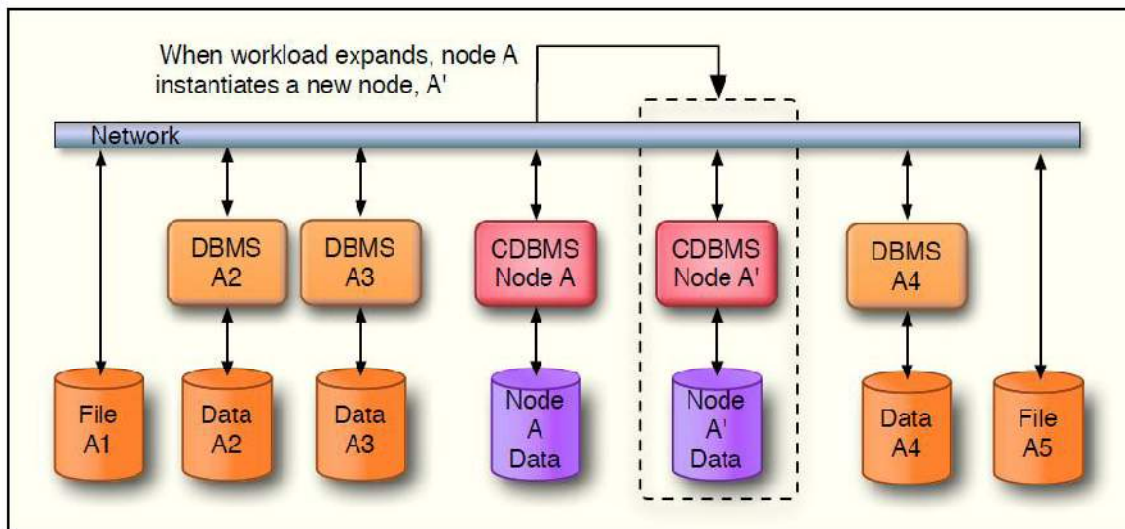 When workload expands, node A
instantiates a new node, A'
Network
DBMS
A2
DBMS
A3
CDBMS
Node A
CDBMS
Node A'
DBMS
A4
File
A1
Data
A2
Data
A3
Node
A
Data
Node
A'
Data
Data
A4
File
A5